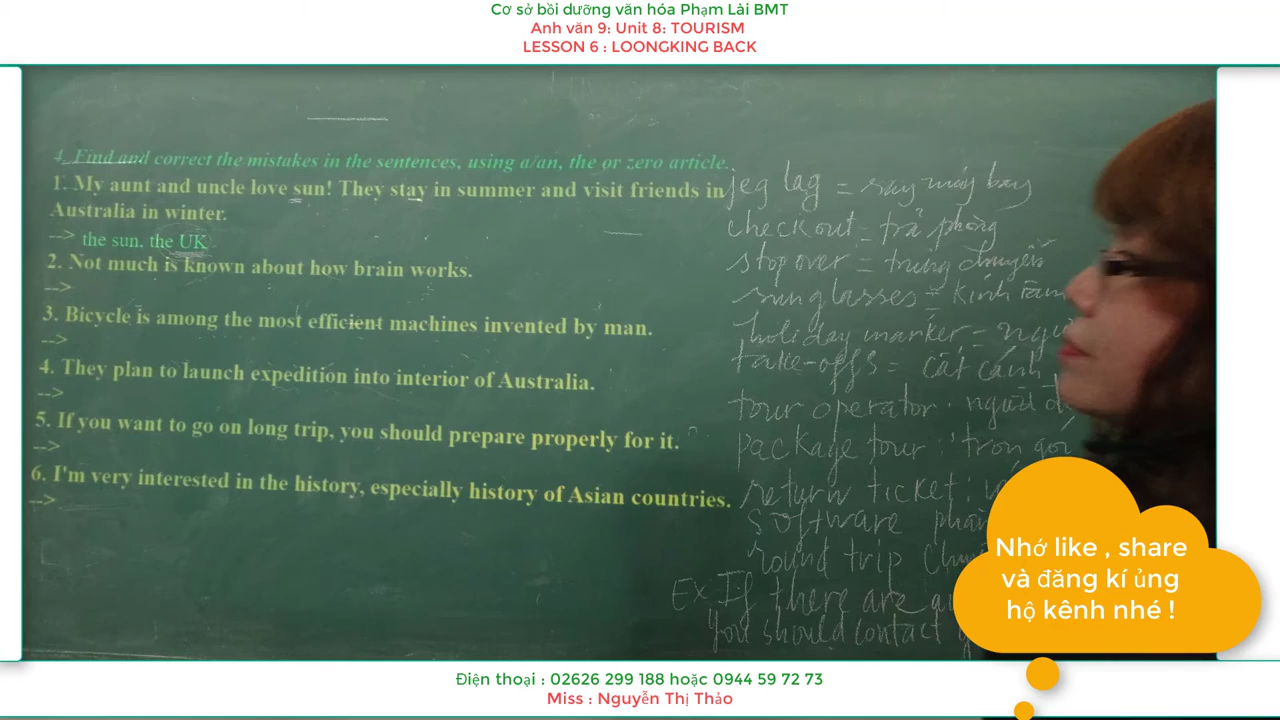 Cơ sở bồi dưỡng văn hóa Phạm Lài BMT
Anh văn 9: Unit 8: TOURISM
LESSON 6 : LOONGKING BACK
4. Find and correct the mistakes in the sentences, using a/an, the or zero article.
1. My aunt and uncle love sun! They stay in summer and visit friends in
Australia in winter.
--> the sun, the UK
2. Not much is known about how brain works.
-->
3. Bicycle is among the most efficient machines invented by man.
-->
4. They plan to launch expedition into interior of Australia.
-->
5. If you want to go on long trip, you should prepare properly for it.
-->
6. I'm very interested in the history, especially history of Asian countries.
-->
jeg lag = say máy bay
checkout = trả phòng
stop over = trung chuyển
sunglasses = kính râm
holiday marker =
take-offs = cất cánh
tour operator : người
package tour : trọn gói
return ticket :
software phần
round trip
Ex: If there are
You should contact
Nhớ like , share
và đăng kí ủng
hộ kênh nhé !
Điện thoại : 02626 299 188 hoặc 0944 59 72 73
Miss : Nguyễn Thị Thảo